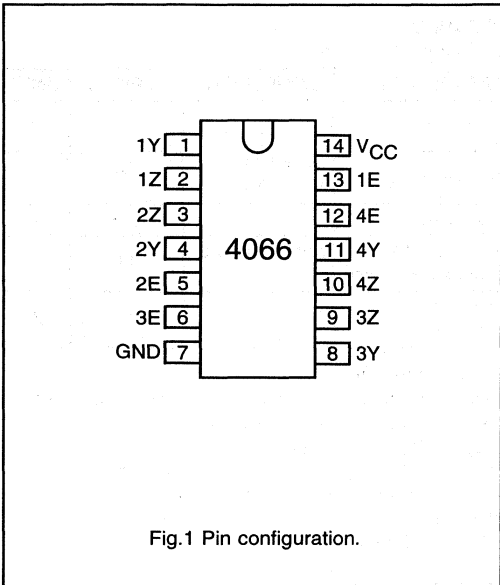 1Y 1 14 VCC
1Z 2 13 1E
2Z 3 12 4E
2Y 4 4066 11 4Y
2E 5 10 4Z
3E 6 9 3Z
GND 7 8 3Y
Fig.1 Pin configuration.